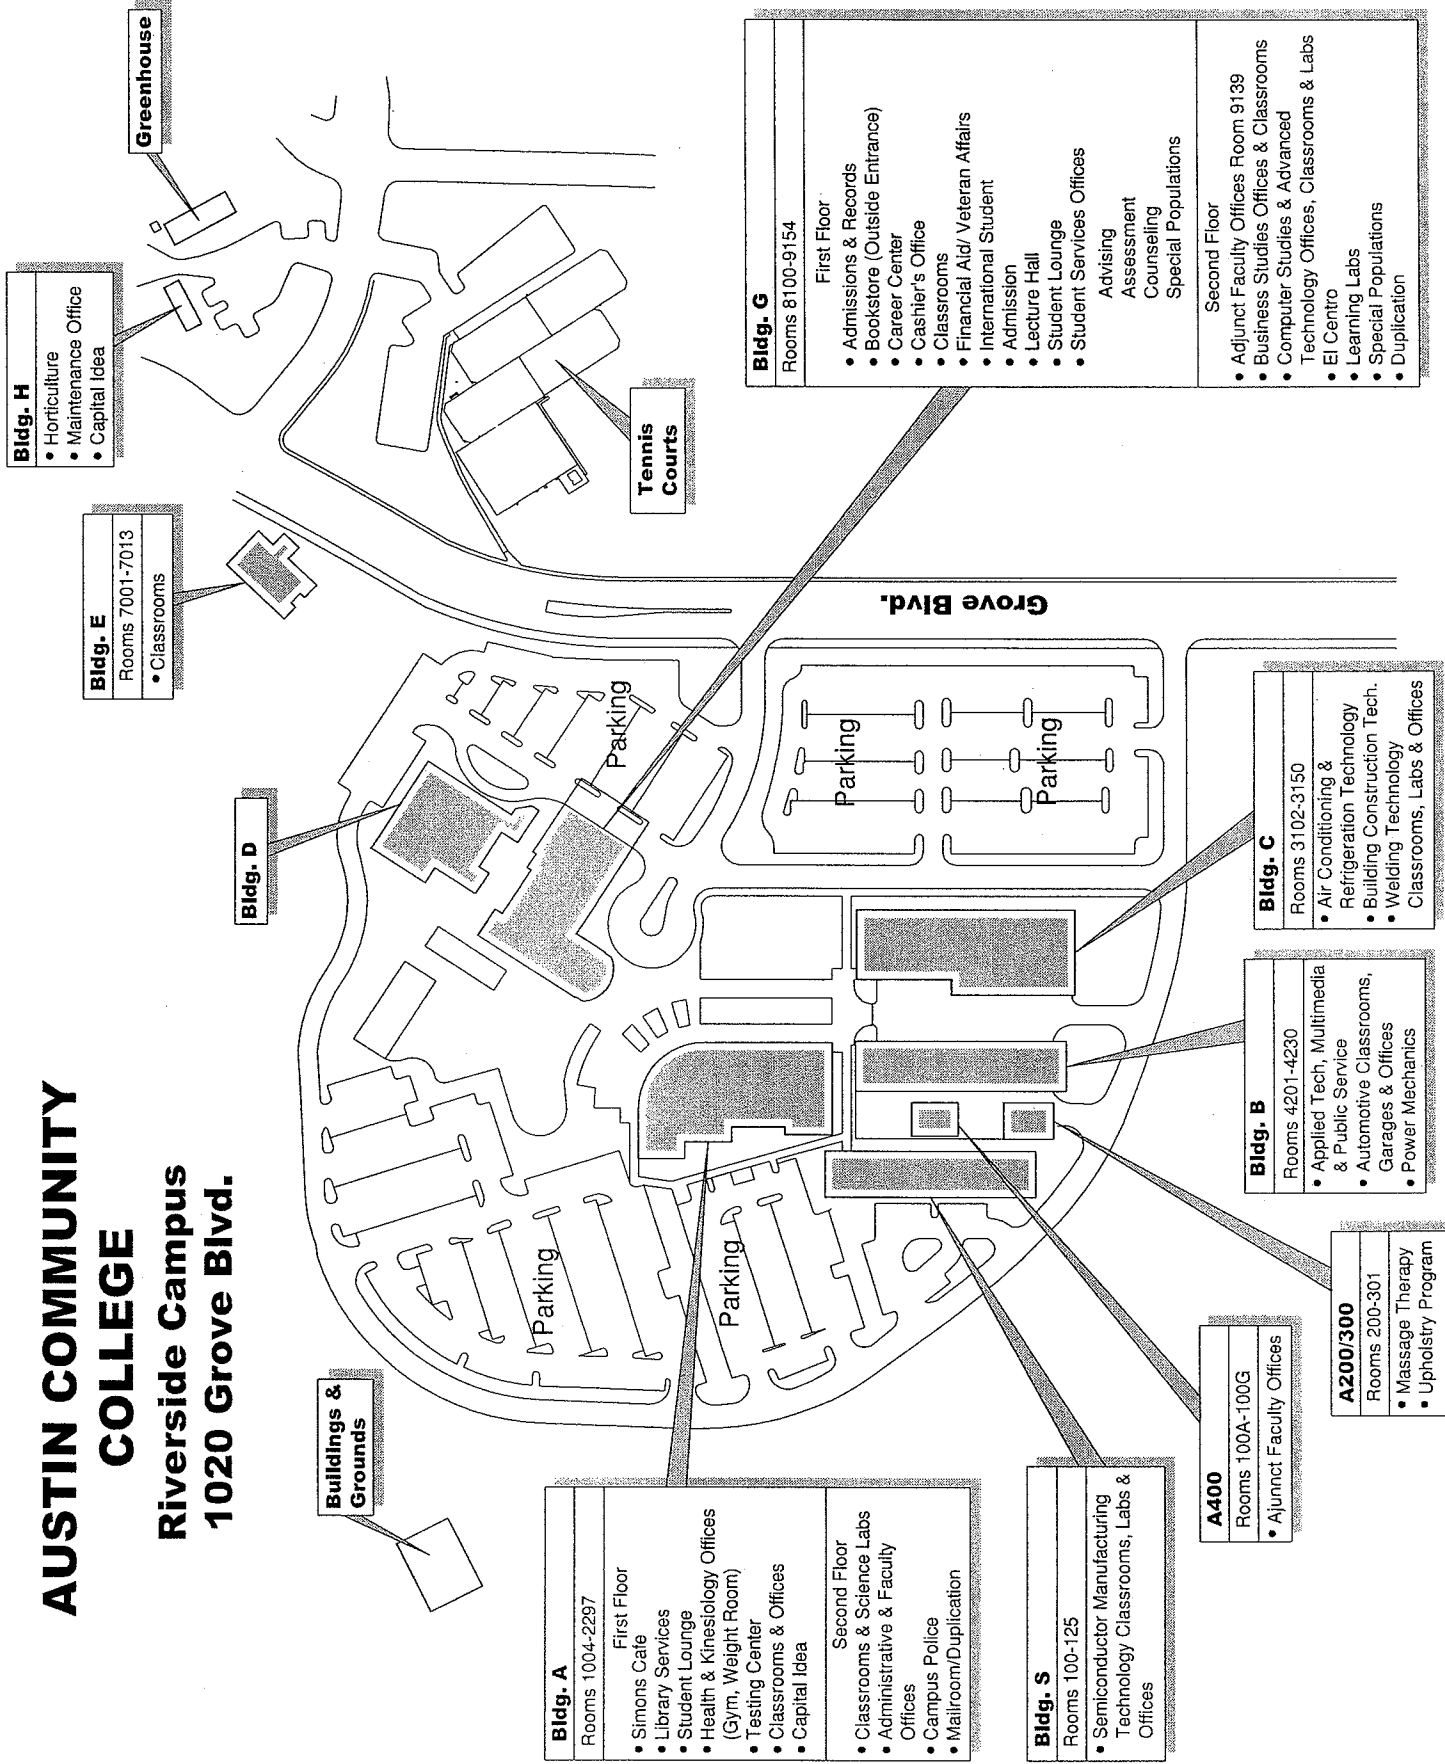 AUSTIN COMMUNITY
COLLEGE
Riverside Campus
1020 Grove Blvd.
Buildings &
Grounds
Bldg. D
Bldg. E
Rooms 7001-7013
• Classrooms
Bldg. H
• Horticulture
• Maintenance Office
• Capital Idea
Greenhouse
Tennis
Courts
Grove Blvd.
Parking
Parking
Parking
Parking
Parking
Bldg. A
Rooms 1004-2297
First Floor
• Simons Cafe
• Library Services
• Student Lounge
• Health & Kinesiology Offices
(Gym, Weight Room)
• Testing Center
• Classrooms & Offices
• Capital Idea
Second Floor
• Classrooms & Science Labs
• Administrative & Faculty
Offices
• Campus Police
• Mailroom/Duplication
Bldg. G
Rooms 8100-9154
First Floor
• Admissions & Records
• Bookstore (Outside Entrance)
• Career Center
• Cashier's Office
• Classrooms
• Financial Aid/ Veteran Affairs
• International Student
• Admission
• Lecture Hall
• Student Lounge
• Student Services Offices
Advising
Assessment
Counseling
Special Populations
Second Floor
• Adjunct Faculty Offices Room 9139
• Business Studies Offices & Classrooms
• Computer Studies & Advanced
Technology Offices, Classrooms & Labs
• El Centro
• Learning Labs
• Special Populations
• Duplication
Bldg. S
Rooms 100-125
• Semiconductor Manufacturing
Technology Classrooms, Labs &
Offices
A400
Rooms 100A-100G
• Ajunnct Faculty Offices
A200/300
Rooms 200-301
• Massage Therapy
• Upholstry Program
Bldg. B
Rooms 4201-4230
• Applied Tech, Multimedia
& Public Service
• Automotive Classrooms,
Garages & Offices
• Power Mechanics
Bldg. C
Rooms 3102-3150
• Air Conditioning &
Refrigeration Technology
• Building Construction Tech.
• Welding Technology
Classrooms, Labs & Offices